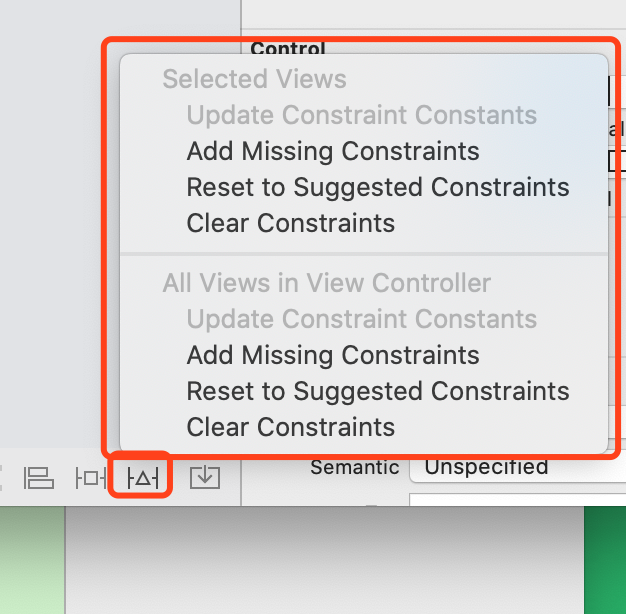 Control
Selected Views
Update Constraint Constants
Add Missing Constraints
Reset to Suggested Constraints
Clear Constraints
All Views in View Controller
Update Constraint Constants
Add Missing Constraints
Reset to Suggested Constraints
Clear Constraints
Semantic Unspecified